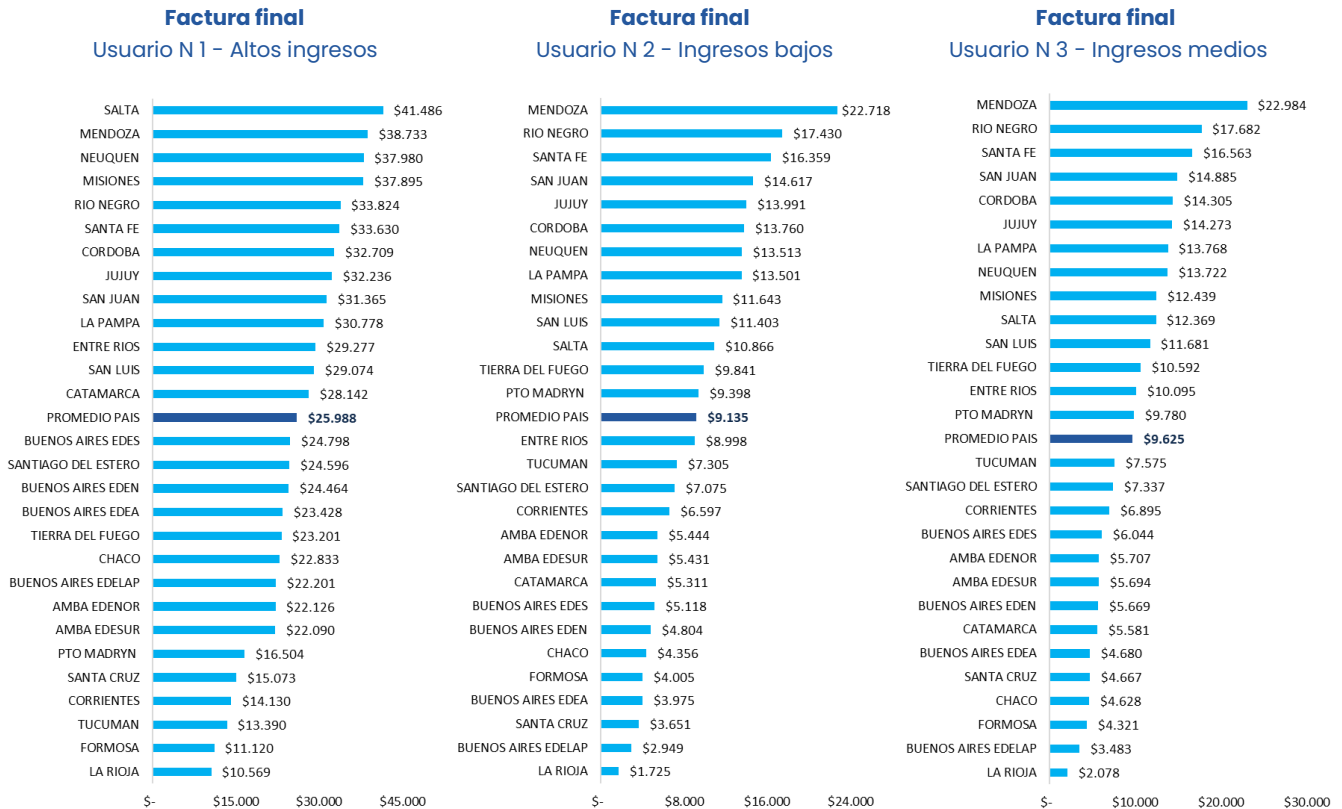 Factura final
Usuario N 1 - Altos ingresos
SALTA $41.486
MENDOZA $38.733
NEUQUEN $37.980
MISIONES $37.895
RIO NEGRO $33.824
SANTA FE $33.630
CORDOBA $32.709
JUJUY $32.236
SAN JUAN $31.365
LA PAMPA $30.778
ENTRE RIOS $29.277
SAN LUIS $29.074
CATAMARCA $28.142
PROMEDIO PAIS $25.988
BUENOS AIRES EDES $24.798
SANTIAGO DEL ESTERO $24.596
BUENOS AIRES EDEN $24.464
BUENOS AIRES EDEA $23.428
TIERRA DEL FUEGO $23.201
CHACO $22.833
BUENOS AIRES EDELAP $22.201
AMBA EDENOR $22.126
AMBA EDESUR $22.090
PTO MADRYN $16.504
SANTA CRUZ $15.073
CORRIENTES $14.130
TUCUMAN $13.390
FORMOSA $11.120
LA RIOJA $10.569
$- $15.000 $30.000 $45.000
Factura final
Usuario N 2 - Ingresos bajos
MENDOZA $22.718
RIO NEGRO $17.430
SANTA FE $16.359
SAN JUAN $14.617
JUJUY $13.991
CORDOBA $13.760
NEUQUEN $13.513
LA PAMPA $13.501
MISIONES $11.643
SAN LUIS $11.403
SALTA $10.866
TIERRA DEL FUEGO $9.841
PTO MADRYN $9.398
PROMEDIO PAIS $9.135
ENTRE RIOS $8.998
TUCUMAN $7.305
SANTIAGO DEL ESTERO $7.075
CORRIENTES $6.597
AMBA EDENOR $5.444
AMBA EDESUR $5.431
CATAMARCA $5.311
BUENOS AIRES EDES $5.118
BUENOS AIRES EDEN $4.804
CHACO $4.356
FORMOSA $4.005
BUENOS AIRES EDEA $3.975
SANTA CRUZ $3.651
BUENOS AIRES EDELAP $2.949
LA RIOJA $1.725
$- $8.000 $16.000 $24.000
Factura final
Usuario N 3 - Ingresos medios
MENDOZA $22.984
RIO NEGRO $17.682
SANTA FE $16.563
SAN JUAN $14.885
CORDOBA $14.305
JUJUY $14.273
LA PAMPA $13.768
NEUQUEN $13.722
MISIONES $12.439
SALTA $12.369
SAN LUIS $11.681
TIERRA DEL FUEGO $10.592
ENTRE RIOS $10.095
PTO MADRYN $9.780
PROMEDIO PAIS $9.625
TUCUMAN $7.575
SANTIAGO DEL ESTERO $7.337
CORRIENTES $6.895
BUENOS AIRES EDES $6.044
AMBA EDENOR $5.707
AMBA EDESUR $5.694
BUENOS AIRES EDEN $5.669
CATAMARCA $5.581
BUENOS AIRES EDEA $4.680
SANTA CRUZ $4.667
CHACO $4.628
FORMOSA $4.321
BUENOS AIRES EDELAP $3.483
LA RIOJA $2.078
$- $10.000 $20.000 $30.000